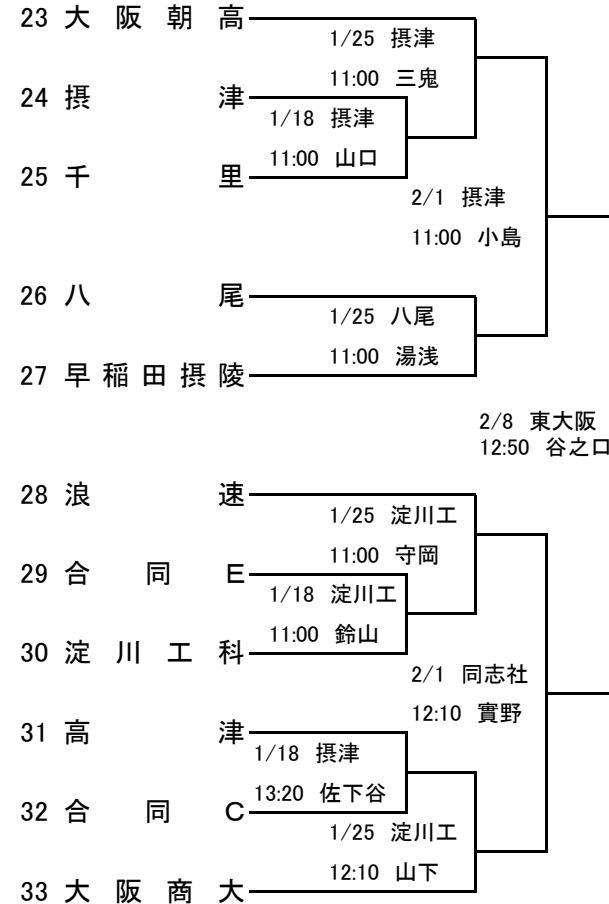 23 大阪朝高
1/25 摂津
11:00 三鬼
24 摂津
1/18 摂津
11:00 山口
25 千里
2/1 摂津
11:00 小島
26 八尾
1/25 八尾
11:00 湯浅
27 早稲田摂陵
2/8 東大阪
12:50 谷之口
28 浪速
1/25 淀川工
11:00 守岡
29 合同E
1/18 淀川工
11:00 鈴山
30 淀川工科
2/1 同志社
12:10 實野
31 高津
1/18 摂津
13:20 佐下谷
32 合同C
1/25 淀川工
12:10 山下
33 大阪商大